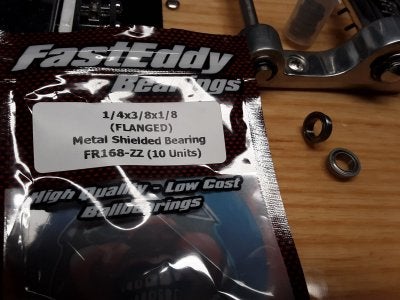 FastEddy
Bearings
1/4x3/8x1/8
(FLANGED)
Metal Shielded Bearing
FR168-ZZ (10 Units)
High Quality - Low Cost
Ballbearings